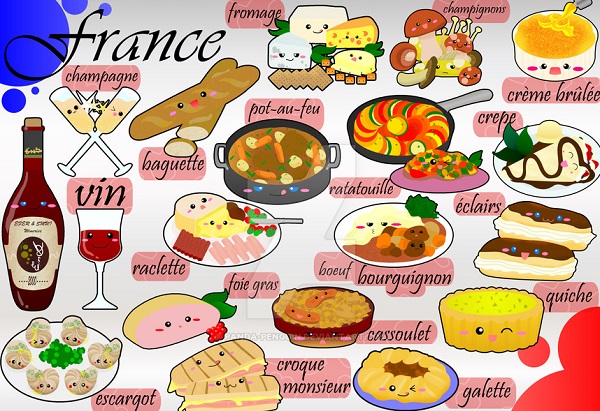 france
fromage
champignons
champagne
crème brûlée
pot-au-feu
crepe
baguette
vin
ratatouille
éclairs
raclette
boeuf bourguignon
foie gras
quiche
cassoulet
croque
monsieur
escargot
galette